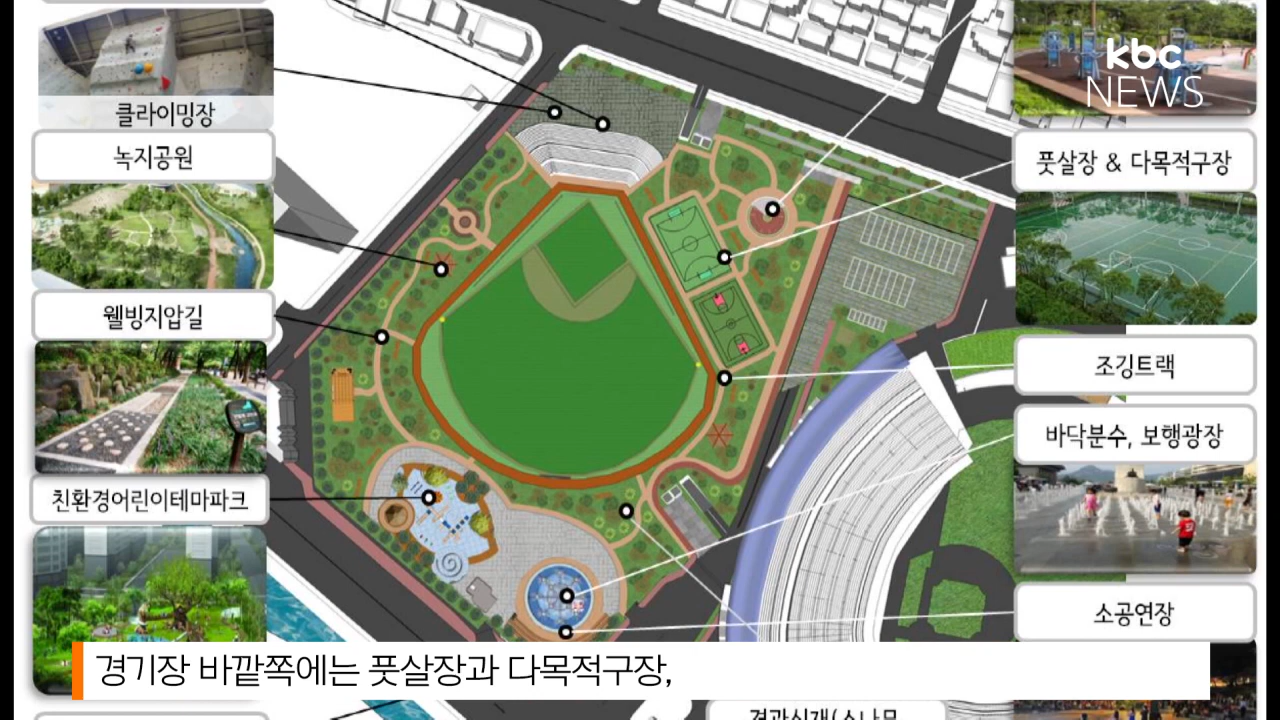 kbc
NEWS
클라이밍장
녹지공원
풋살장 & 다목적구장
웰빙지압길
조깅트랙
바닥분수, 보행광장
친환경어린이테마파크
소공연장
경기장 바깥쪽에는 풋살장과 다목적구장,